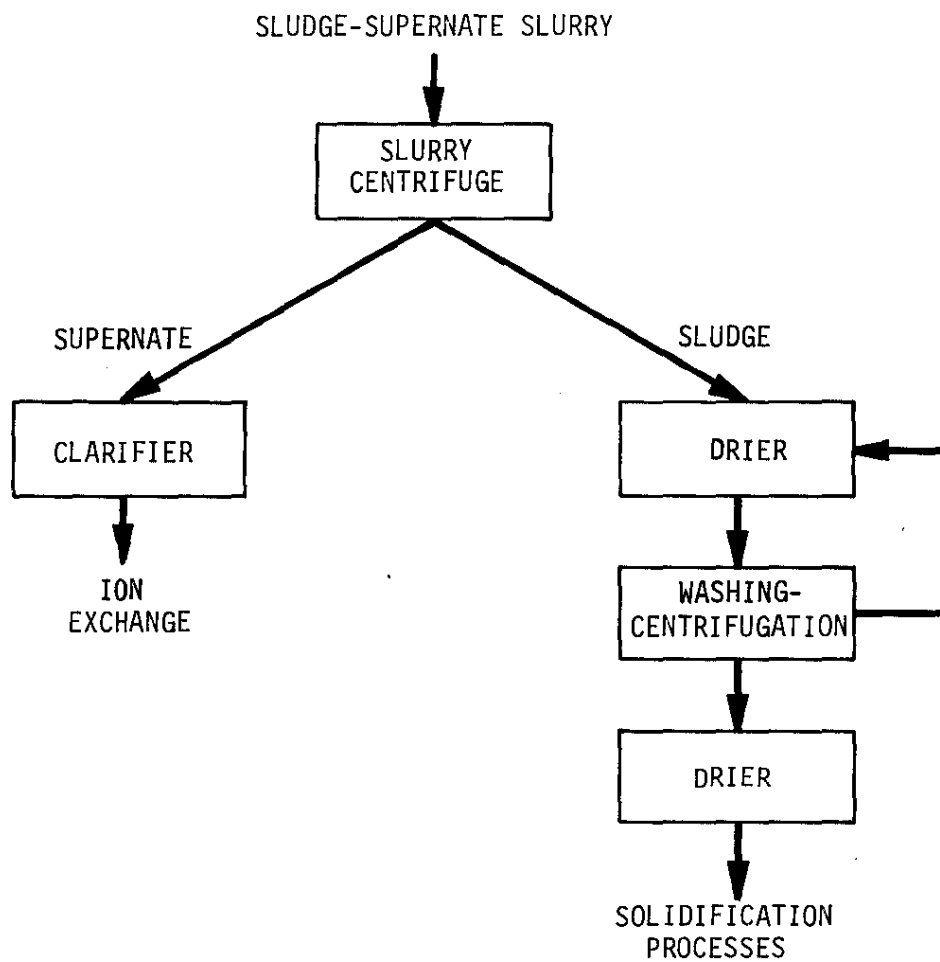 SLUDGE-SUPERNATE SLURRY
SLURRY
CENTRIFUGE
SUPERNATE
SLUDGE
CLARIFIER
DRIER
ION
EXCHANGE
WASHING-
CENTRIFUGATION
DRIER
SOLIDIFICATION
PROCESSES